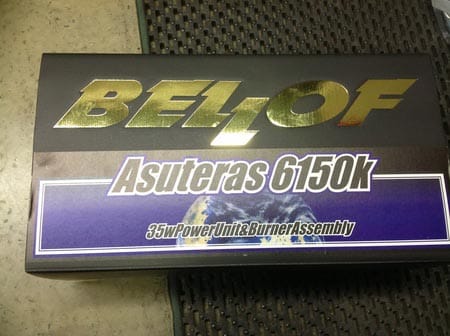 BELLOF
Asuteras 6150k
35wPowerUnit&BurnerAssembly